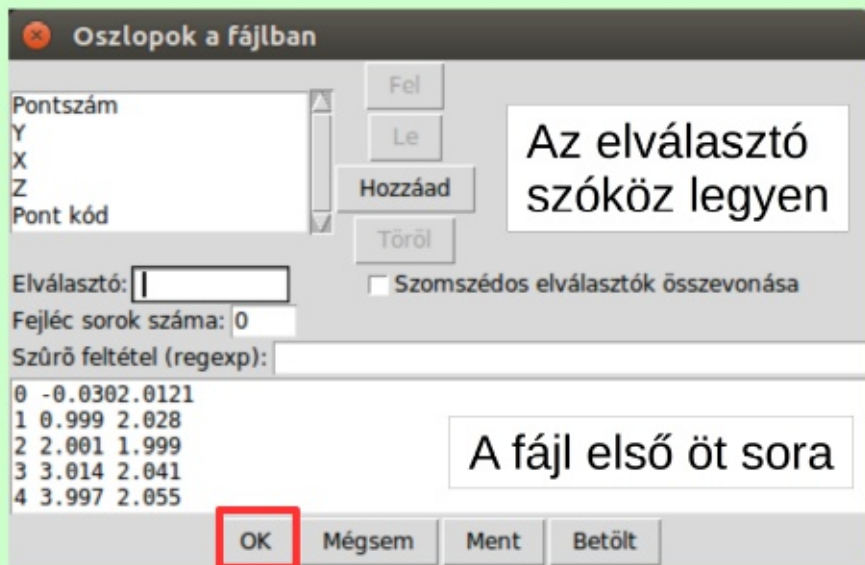 Oszlopok a fájlban
Pontszám
Y
X
Z
Pont kód
Fel
Le
Hozzáad
Töröl
Az elválasztó
szóköz legyen
Elválasztó:
Szomszédos elválasztók összevonása
Fejléc sorok száma: 0
Szûrõ feltétel (regexp):
0 -0.0302.0121
1 0.999 2.028
2 2.001 1.999
3 3.014 2.041
4 3.997 2.055
A fájl első öt sora
OK Mégsem Ment Betölt